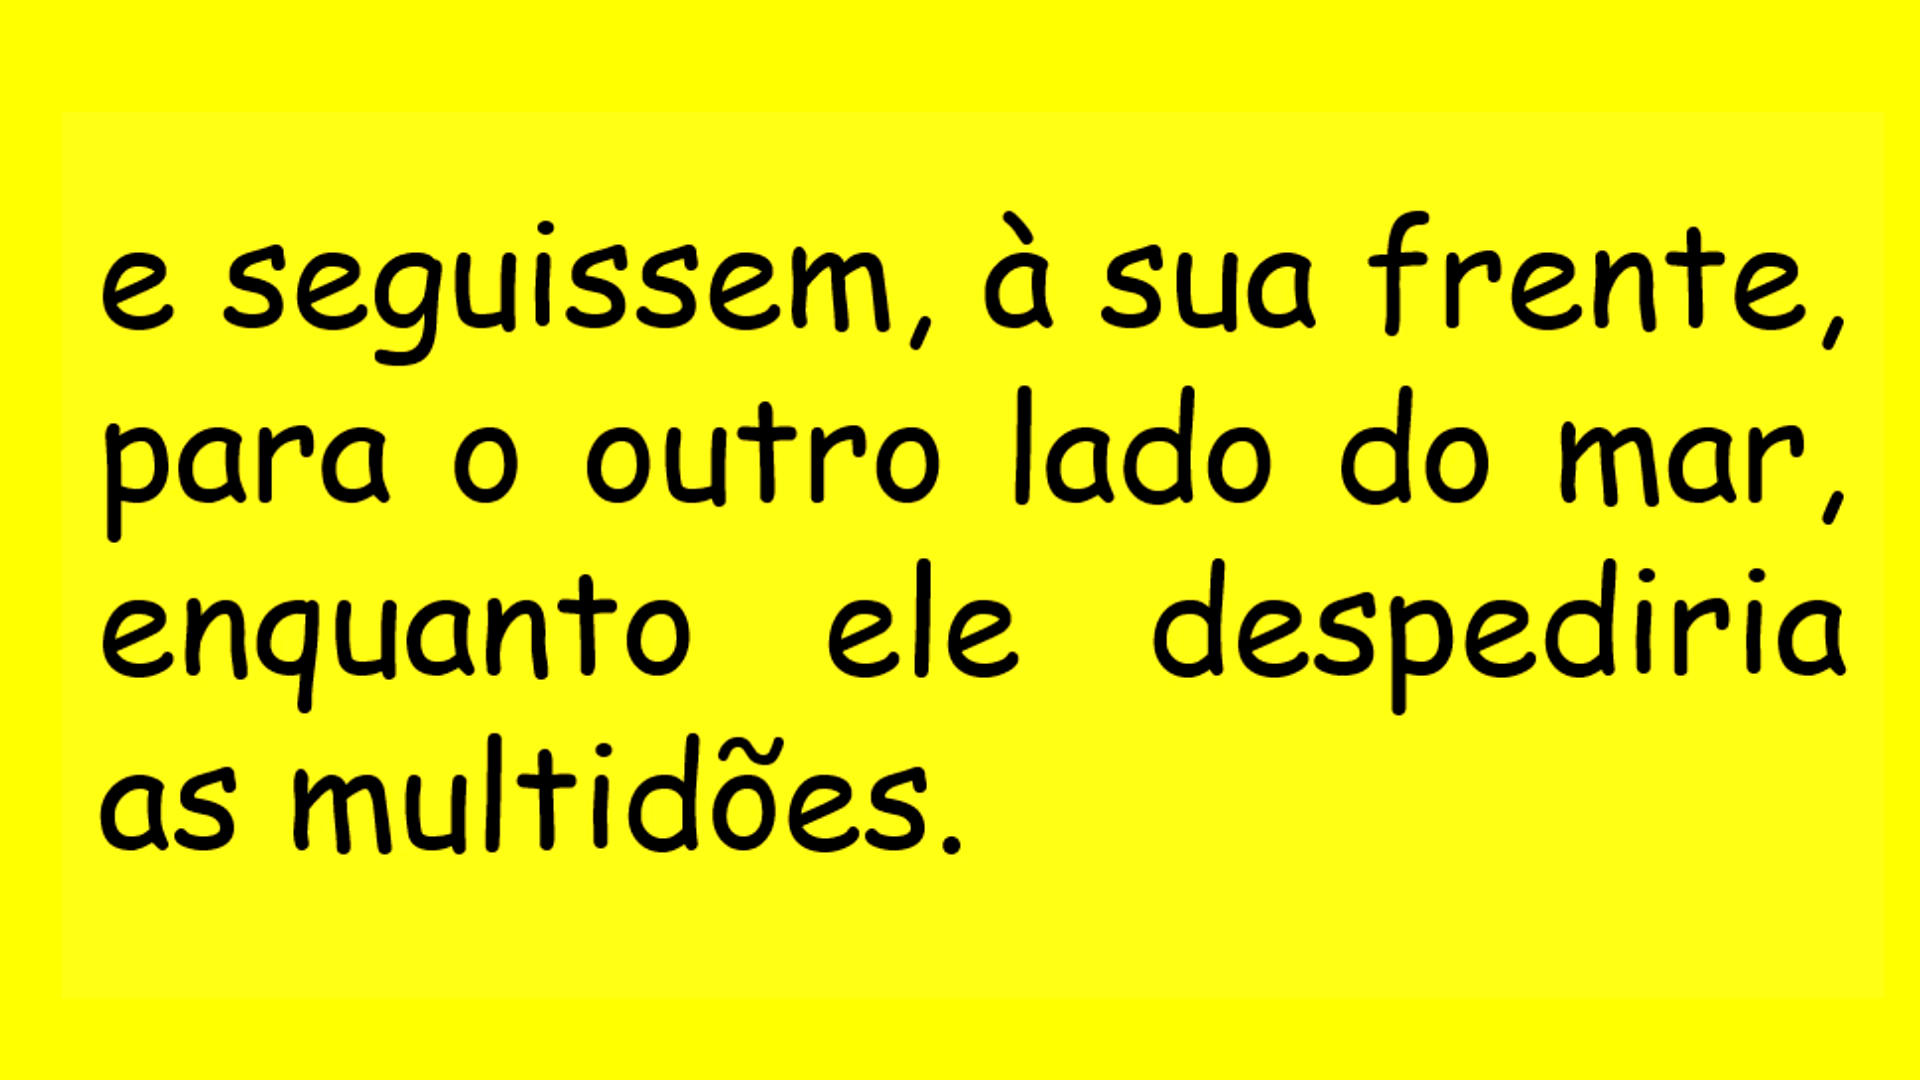 e seguissem, à sua frente,
para o outro lado do mar,
enquanto ele despediria
as multidões.